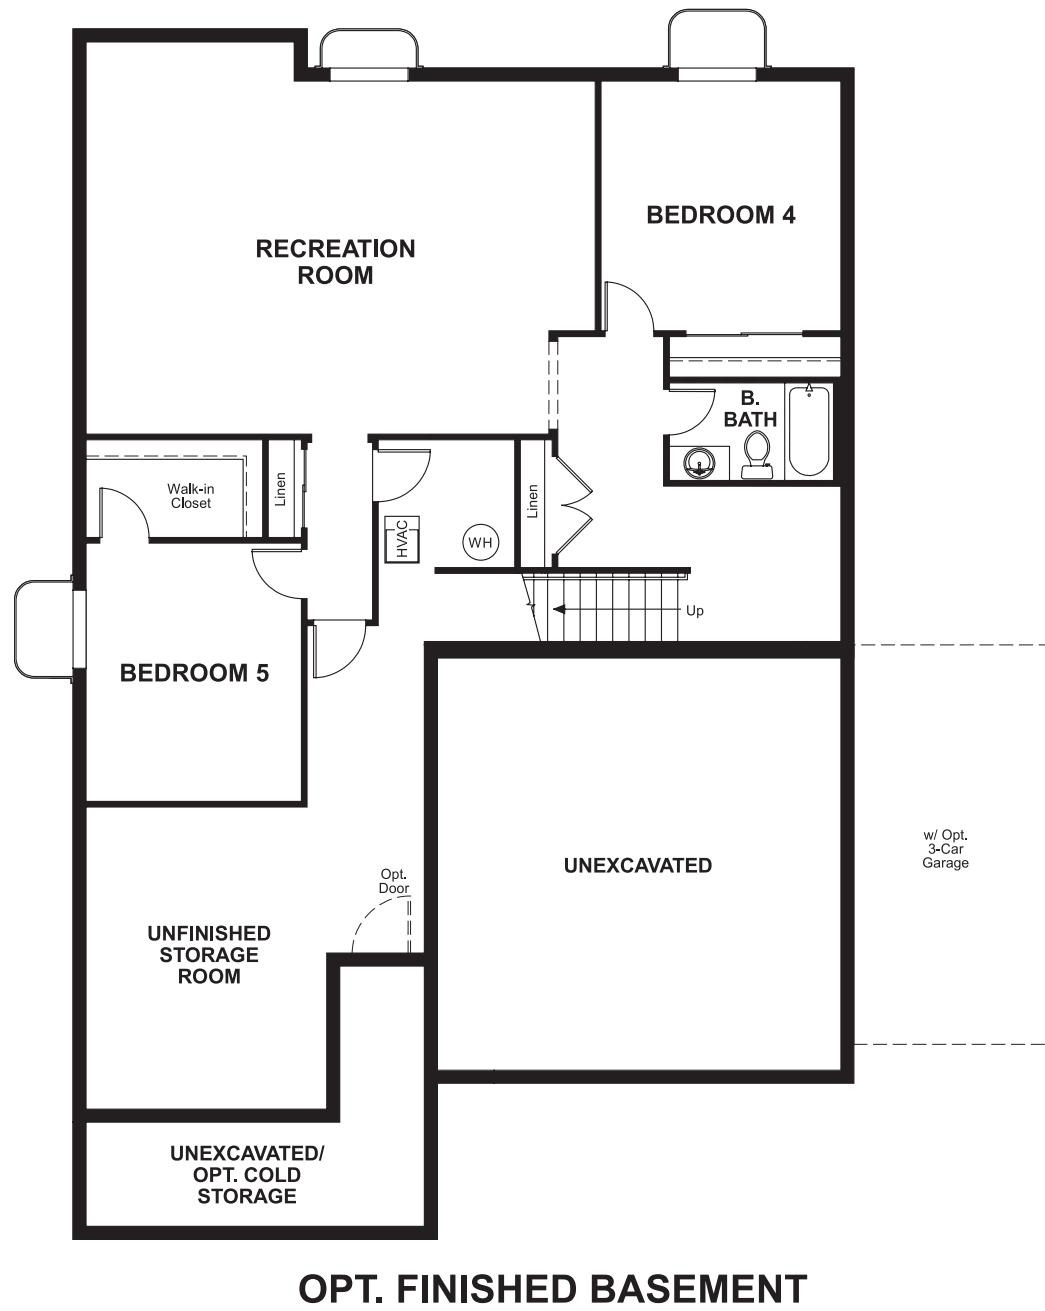 BEDROOM 4
RECREATION
ROOM
B.
BATH
Walk-in
Closet
Linen
Linen
HVAC
WH
Up
BEDROOM 5
w/ Opt.
3-Car
Garage
UNEXCAVATED
Opt.
Door
UNFINISHED
STORAGE
ROOM
UNEXCAVATED/
OPT. COLD
STORAGE
OPT. FINISHED BASEMENT